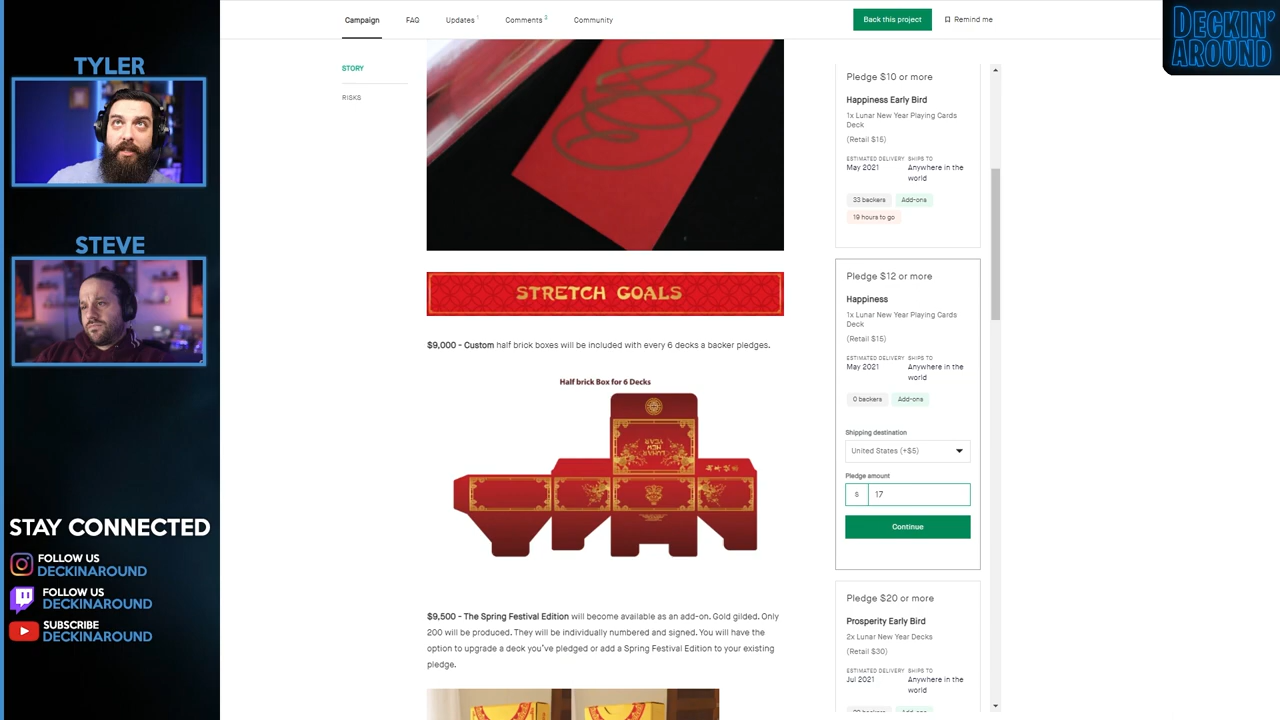 TYLER
STEVE
STAY CONNECTED
FOLLOW US
DECKINAROUND
FOLLOW US
DECKINAROUND
SUBSCRIBE
DECKINAROUND
Campaign
FAQ
Updates 1
Comments
Community
Back this project
Remind me
DECKIN'
AROUND
STORY
RISKS
STRETCH GOALS
$9,000 - Custom half brick boxes will be included with every 6 decks a backer pledges.
Half brick Box for 6 Decks
LUNAR
NEW
YEAR
$9,500 - The Spring Festival Edition will become available as an add-on. Gold gilded. Only
200 will be produced. They will be individually numbered and signed. You will have the
option to upgrade a deck you've pledged or add a Spring Festival Edition to your existing
pledge.
Pledge $10 or more
Happiness Early Bird
1x Lunar New Year Playing Cards
Deck
(Retail $15)
ESTIMATED DELIVERY SHIPS TO
May 2021 Anywhere in the
world
33 backers Add-ons
19 hours to go
Pledge $12 or more
Happiness
1x Lunar New Year Playing Cards
Deck
(Retail $15)
ESTIMATED DELIVERY SHIPS TO
May 2021 Anywhere in the
world
0 backers Add-ons
Shipping destination
United States (+$5)
Pledge amount
$ 17
Continue
Pledge $20 or more
Prosperity Early Bird
2x Lunar New Year Decks
(Retail $30)
ESTIMATED DELIVERY SHIPS TO
Jul 2021 Anywhere in the
world